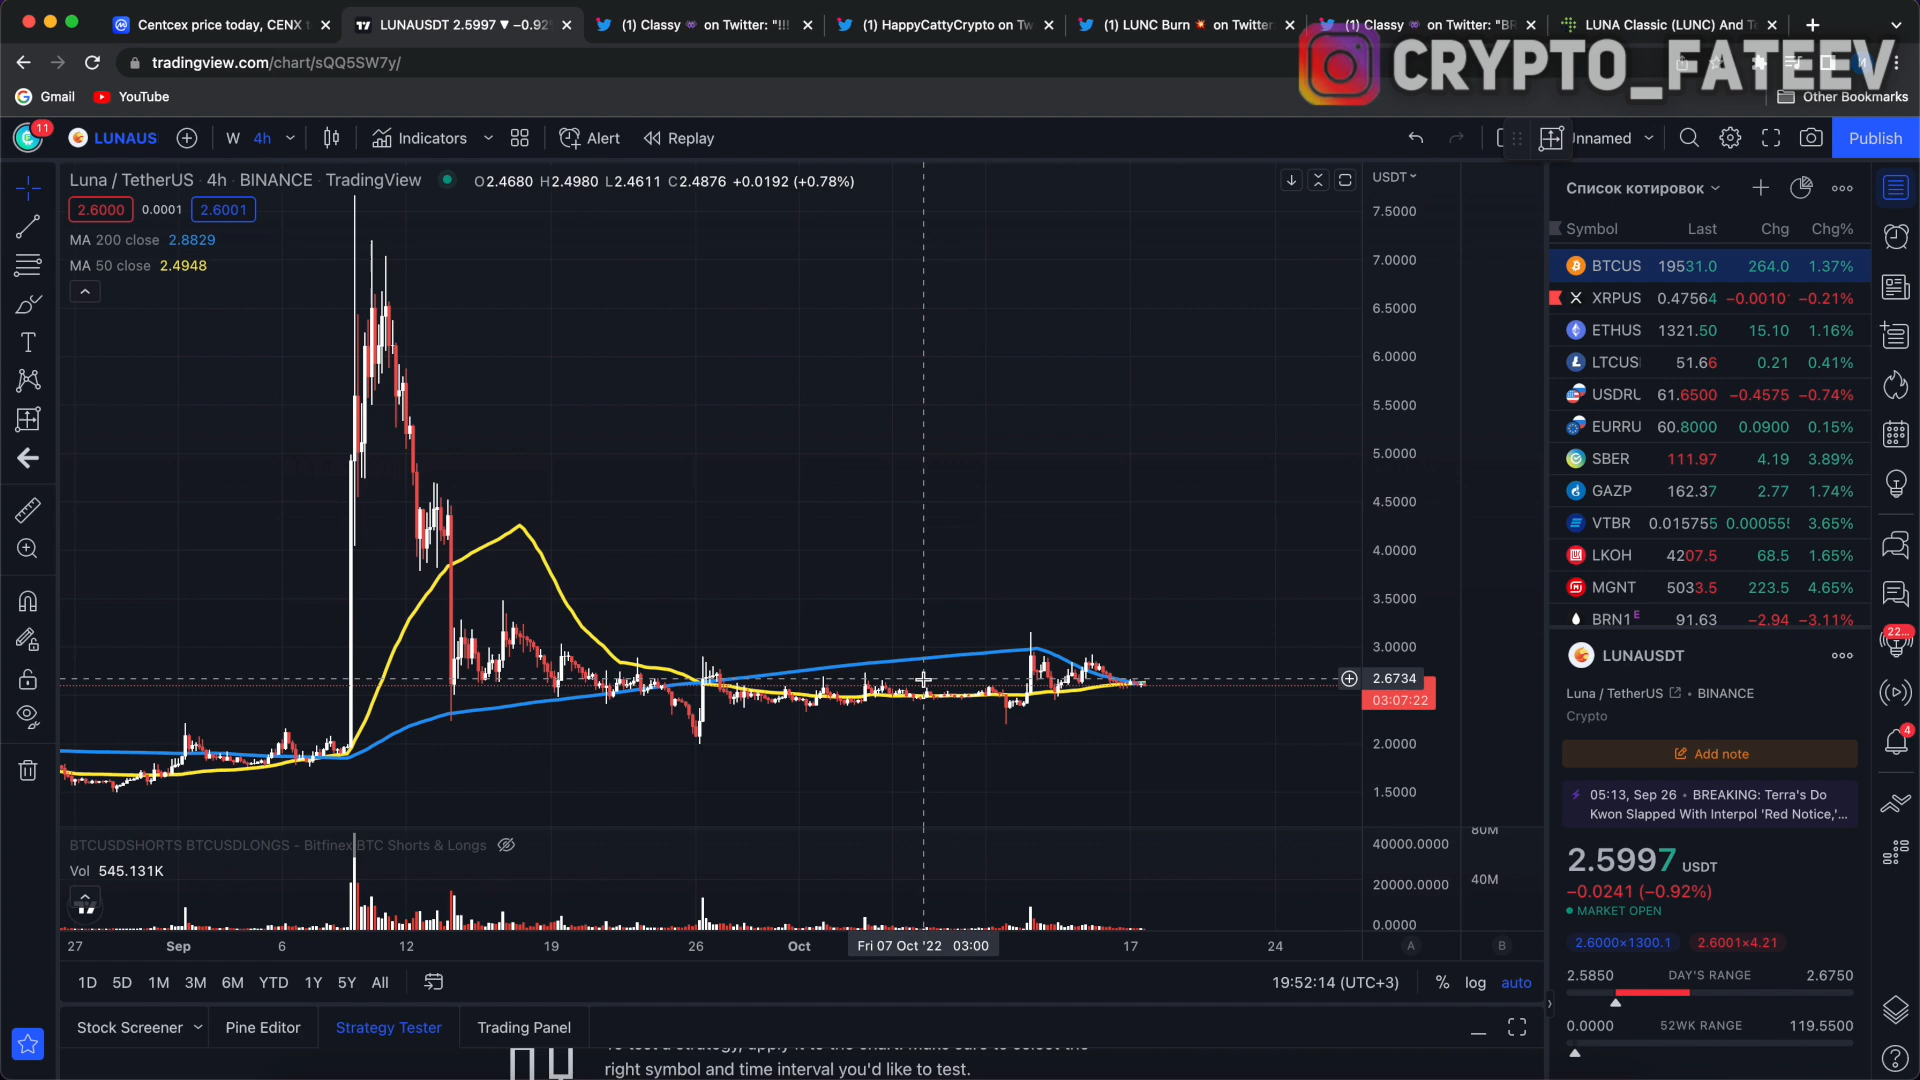 Centcex price today, CENX t
LUNAUSDT 2.5997 ▼ −0.92%
(1) Classy on Twitter: "!!!
(1) HappyCattyCrypto on Tw
(1) LUNC Burn on Twitter
(1) Classy on Twitter: "BR
LUNA Classic (LUNC) And Te
tradingview.com/chart/sQQ5SW7y/
CRYPTO_FATEEV
Gmail
YouTube
Other Bookmarks
11
LUNAUS
W
4h
Indicators
Alert
Replay
Unnamed
Publish
Luna / TetherUS · 4h · BINANCE · TradingView
O2.4680 H2.4980 L2.4611 C2.4876 +0.0192 (+0.78%)
2.6000
0.0001
2.6001
MA 200 close 2.8829
MA 50 close 2.4948
USDT
7.5000
7.0000
6.5000
6.0000
5.5000
5.0000
4.5000
4.0000
3.5000
3.0000
2.6734
03:07:22
2.0000
1.5000
BTCUSDSHORTS BTCUSDLONGS - Bitfinex BTC Shorts & Longs
Vol 545.131K
80M
40000.0000
20000.0000
40M
0.0000
27
Sep
6
12
19
26
Oct
Fri 07 Oct '22 03:00
17
24
A
B
1D 5D 1M 3M 6M YTD 1Y 5Y All
19:52:14 (UTC+3)
% log auto
Stock Screener
Pine Editor
Strategy Tester
Trading Panel
right symbol and time interval you'd like to test.
Список котировок
Symbol Last Chg Chg%
BTCUS 19531.0 264.0 1.37%
XRPUS 0.47564 −0.0010 −0.21%
ETHUS 1321.50 15.10 1.16%
LTCUS 51.66 0.21 0.41%
USDRU 61.6500 −0.4575 −0.74%
EURRU 60.8000 0.0900 0.15%
SBER 111.97 4.19 3.89%
GAZP 162.37 2.77 1.74%
VTBR 0.015755 0.000555 3.65%
LKOH 4207.5 68.5 1.65%
MGNT 5033.5 223.5 4.65%
BRN1 E 91.63 −2.94 −3.11%
LUNAUSDT
Luna / TetherUS • BINANCE
Crypto
Add note
05:13, Sep 26 • BREAKING: Terra's Do
Kwon Slapped With Interpol 'Red Notice,'...
2.5997 USDT
−0.0241 (−0.92%)
MARKET OPEN
2.6000×1300.1
2.6001×4.21
2.5850 DAY'S RANGE 2.6750
0.0000 52WK RANGE 119.5500
22...
4